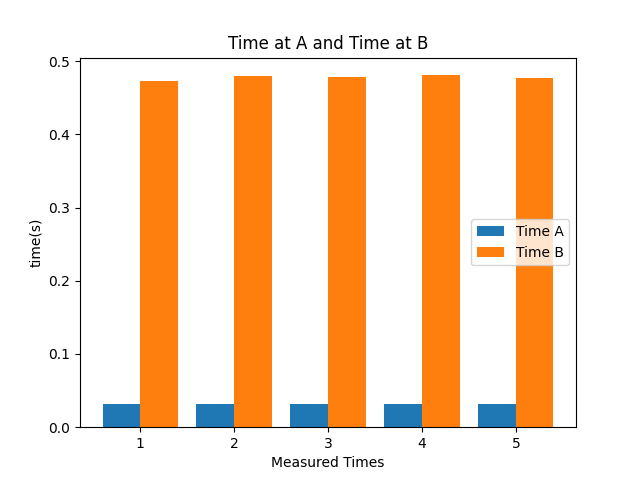 Time at A and Time at B
0.5
0.4
0.3
0.2
0.1
0.0
time(s)
Time A
Time B
1 2 3 4 5
Measured Times